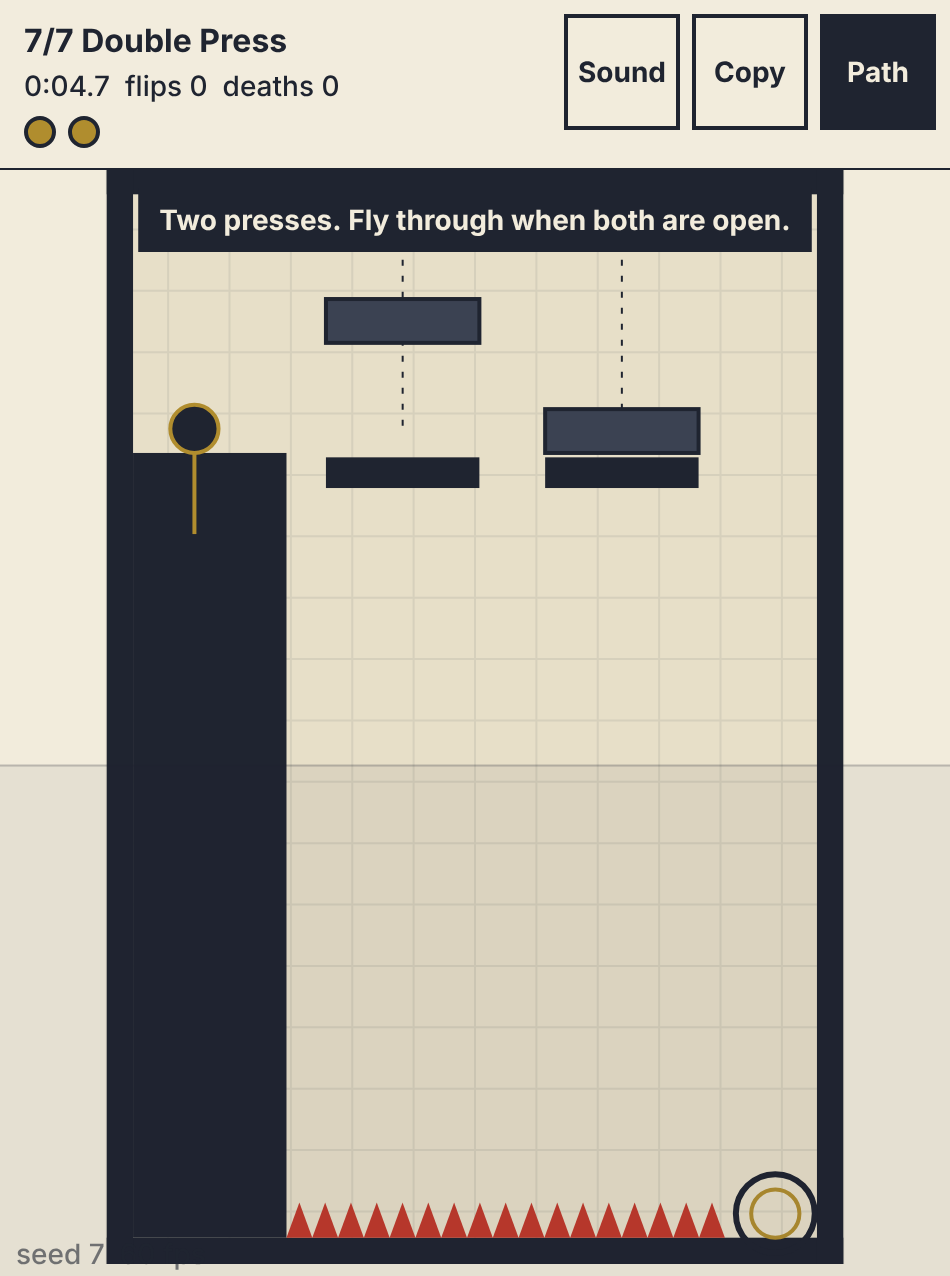 7/7 Double Press
0:04.7 flips 0 deaths 0
Sound
Copy
Path
Two presses. Fly through when both are open.
seed 7